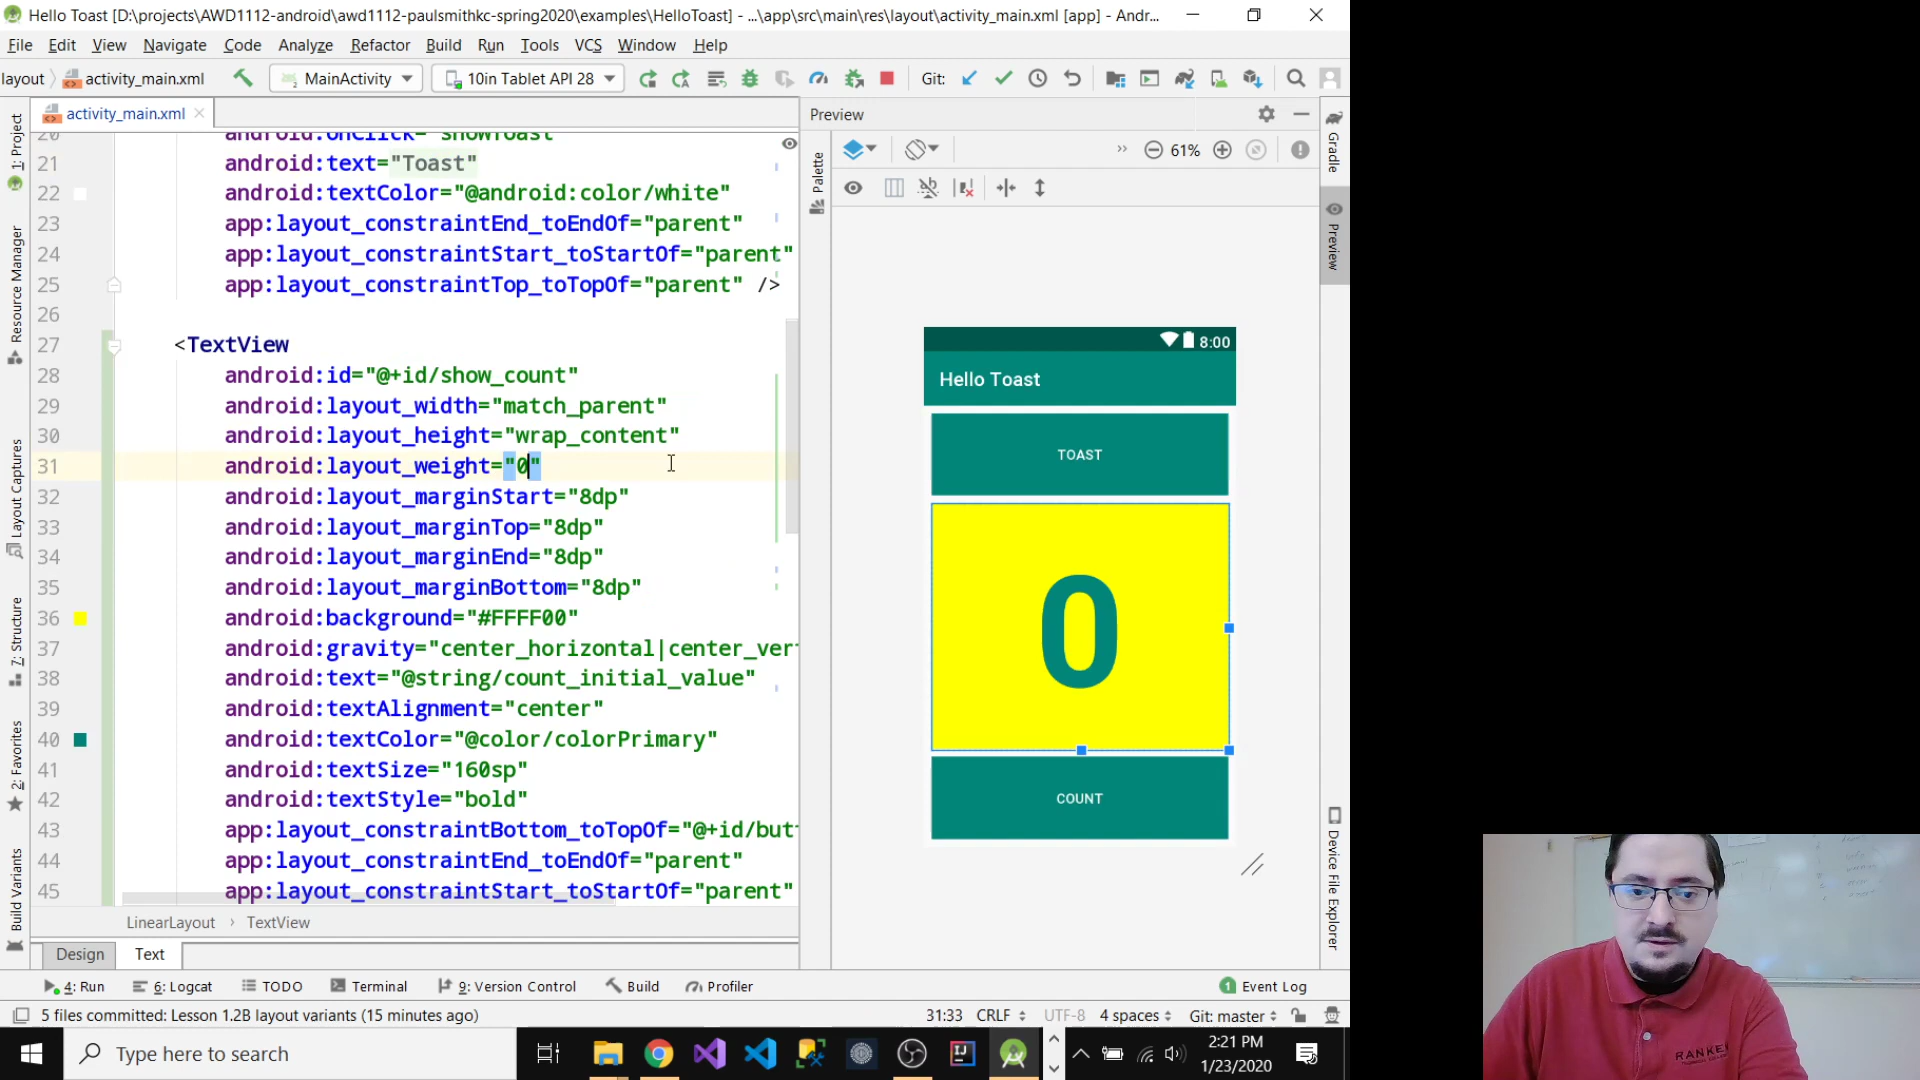 Hello Toast [D:\projects\AWD1112-android\awd1112-paulsmithkc-spring2020\examples\HelloToast] - ...\app\src\main\res\layout\activity_main.xml [app] - Andr...
File Edit View Navigate Code Analyze Refactor Build Run Tools VCS Window Help
layout activity_main.xml MainActivity 10in Tablet API 28 Git:
activity_main.xml
Preview
1: Project
Resource Manager
Layout Captures
7: Structure
2: Favorites
Build Variants
20 android:onClick="showToast"
21 android:text="Toast"
22 android:textColor="@android:color/white"
23 app:layout_constraintEnd_toEndOf="parent"
24 app:layout_constraintStart_toStartOf="parent"
25 app:layout_constraintTop_toTopOf="parent" />
26
27 <TextView
28 android:id="@+id/show_count"
29 android:layout_width="match_parent"
30 android:layout_height="wrap_content"
31 android:layout_weight="0"
32 android:layout_marginStart="8dp"
33 android:layout_marginTop="8dp"
34 android:layout_marginEnd="8dp"
35 android:layout_marginBottom="8dp"
36 android:background="#FFFF00"
37 android:gravity="center_horizontal|center_ver
38 android:text="@string/count_initial_value"
39 android:textAlignment="center"
40 android:textColor="@color/colorPrimary"
41 android:textSize="160sp"
42 android:textStyle="bold"
43 app:layout_constraintBottom_toTopOf="@+id/but
44 app:layout_constraintEnd_toEndOf="parent"
45 app:layout_constraintStart_toStartOf="parent"
LinearLayout > TextView
Design Text
Palette
61%
8:00
Hello Toast
TOAST
0
COUNT
Gradle
Preview
Device File Explorer
4: Run 6: Logcat TODO Terminal 9: Version Control Build Profiler 1 Event Log
5 files committed: Lesson 1.2B layout variants (15 minutes ago) 31:33 CRLF UTF-8 4 spaces Git: master
Type here to search
2:21 PM
1/23/2020
RANKEN